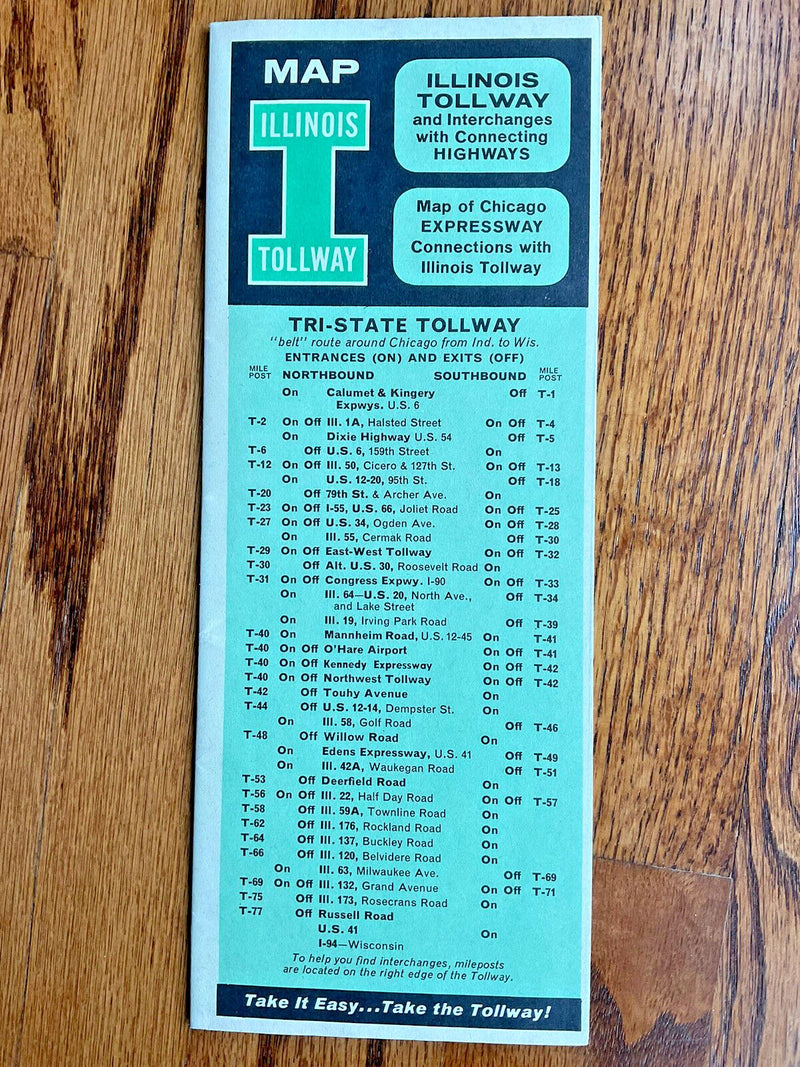 MAP
ILLINOIS
TOLLWAY
ILLINOIS
TOLLWAY
and Interchanges
with Connecting
HIGHWAYS
Map of Chicago
EXPRESSWAY
Connections with
Illinois Tollway
TRI-STATE TOLLWAY
"belt" route around Chicago from Ind. to Wis.
ENTRANCES (ON) AND EXITS (OFF)
MILE POST NORTHBOUND SOUTHBOUND MILE POST
On Calumet & Kingery Off T-1
Expwys. U.S. 6
T-2 On Off Ill. 1A, Halsted Street On Off T-4
On Dixie Highway U.S. 54 Off T-5
T-6 Off U.S. 6, 159th Street On
T-12 On Off Ill. 50, Cicero & 127th St. On Off T-13
On U.S. 12-20, 95th St. Off T-18
T-20 Off 79th St. & Archer Ave. On
T-23 On Off I-55, U.S. 66, Joliet Road On Off T-25
T-27 On Off U.S. 34, Ogden Ave. On Off T-28
On Ill. 55, Cermak Road Off T-30
T-29 On Off East-West Tollway On Off T-32
T-30 Off Alt. U.S. 30, Roosevelt Road On
T-31 On Off Congress Expwy. I-90 On Off T-33
On Ill. 64—U.S. 20, North Ave., Off T-34
and Lake Street
On Ill. 19, Irving Park Road Off T-39
T-40 On Mannheim Road, U.S. 12-45 On T-41
T-40 On Off O'Hare Airport On Off T-41
T-40 On Off Kennedy Expressway On Off T-42
T-40 On Off Northwest Tollway On Off T-42
T-42 Off Touhy Avenue On
T-44 Off U.S. 12-14, Dempster St. On
On Ill. 58, Golf Road Off T-46
T-48 Off Willow Road On
On Edens Expressway, U.S. 41 Off T-49
On Ill. 42A, Waukegan Road Off T-51
T-53 Off Deerfield Road On
T-56 On Off Ill. 22, Half Day Road On Off T-57
T-58 Off Ill. 59A, Townline Road On
T-62 Off Ill. 176, Rockland Road On
T-64 Off Ill. 137, Buckley Road On
T-66 Off Ill. 120, Belvidere Road On
On Ill. 63, Milwaukee Ave. Off T-69
T-69 On Off Ill. 132, Grand Avenue On Off T-71
T-75 Off Ill. 173, Rosecrans Road On
T-77 Off Russell Road
U.S. 41 On
I-94—Wisconsin
To help you find interchanges, mileposts
are located on the right edge of the Tollway.
Take It Easy...Take the Tollway!